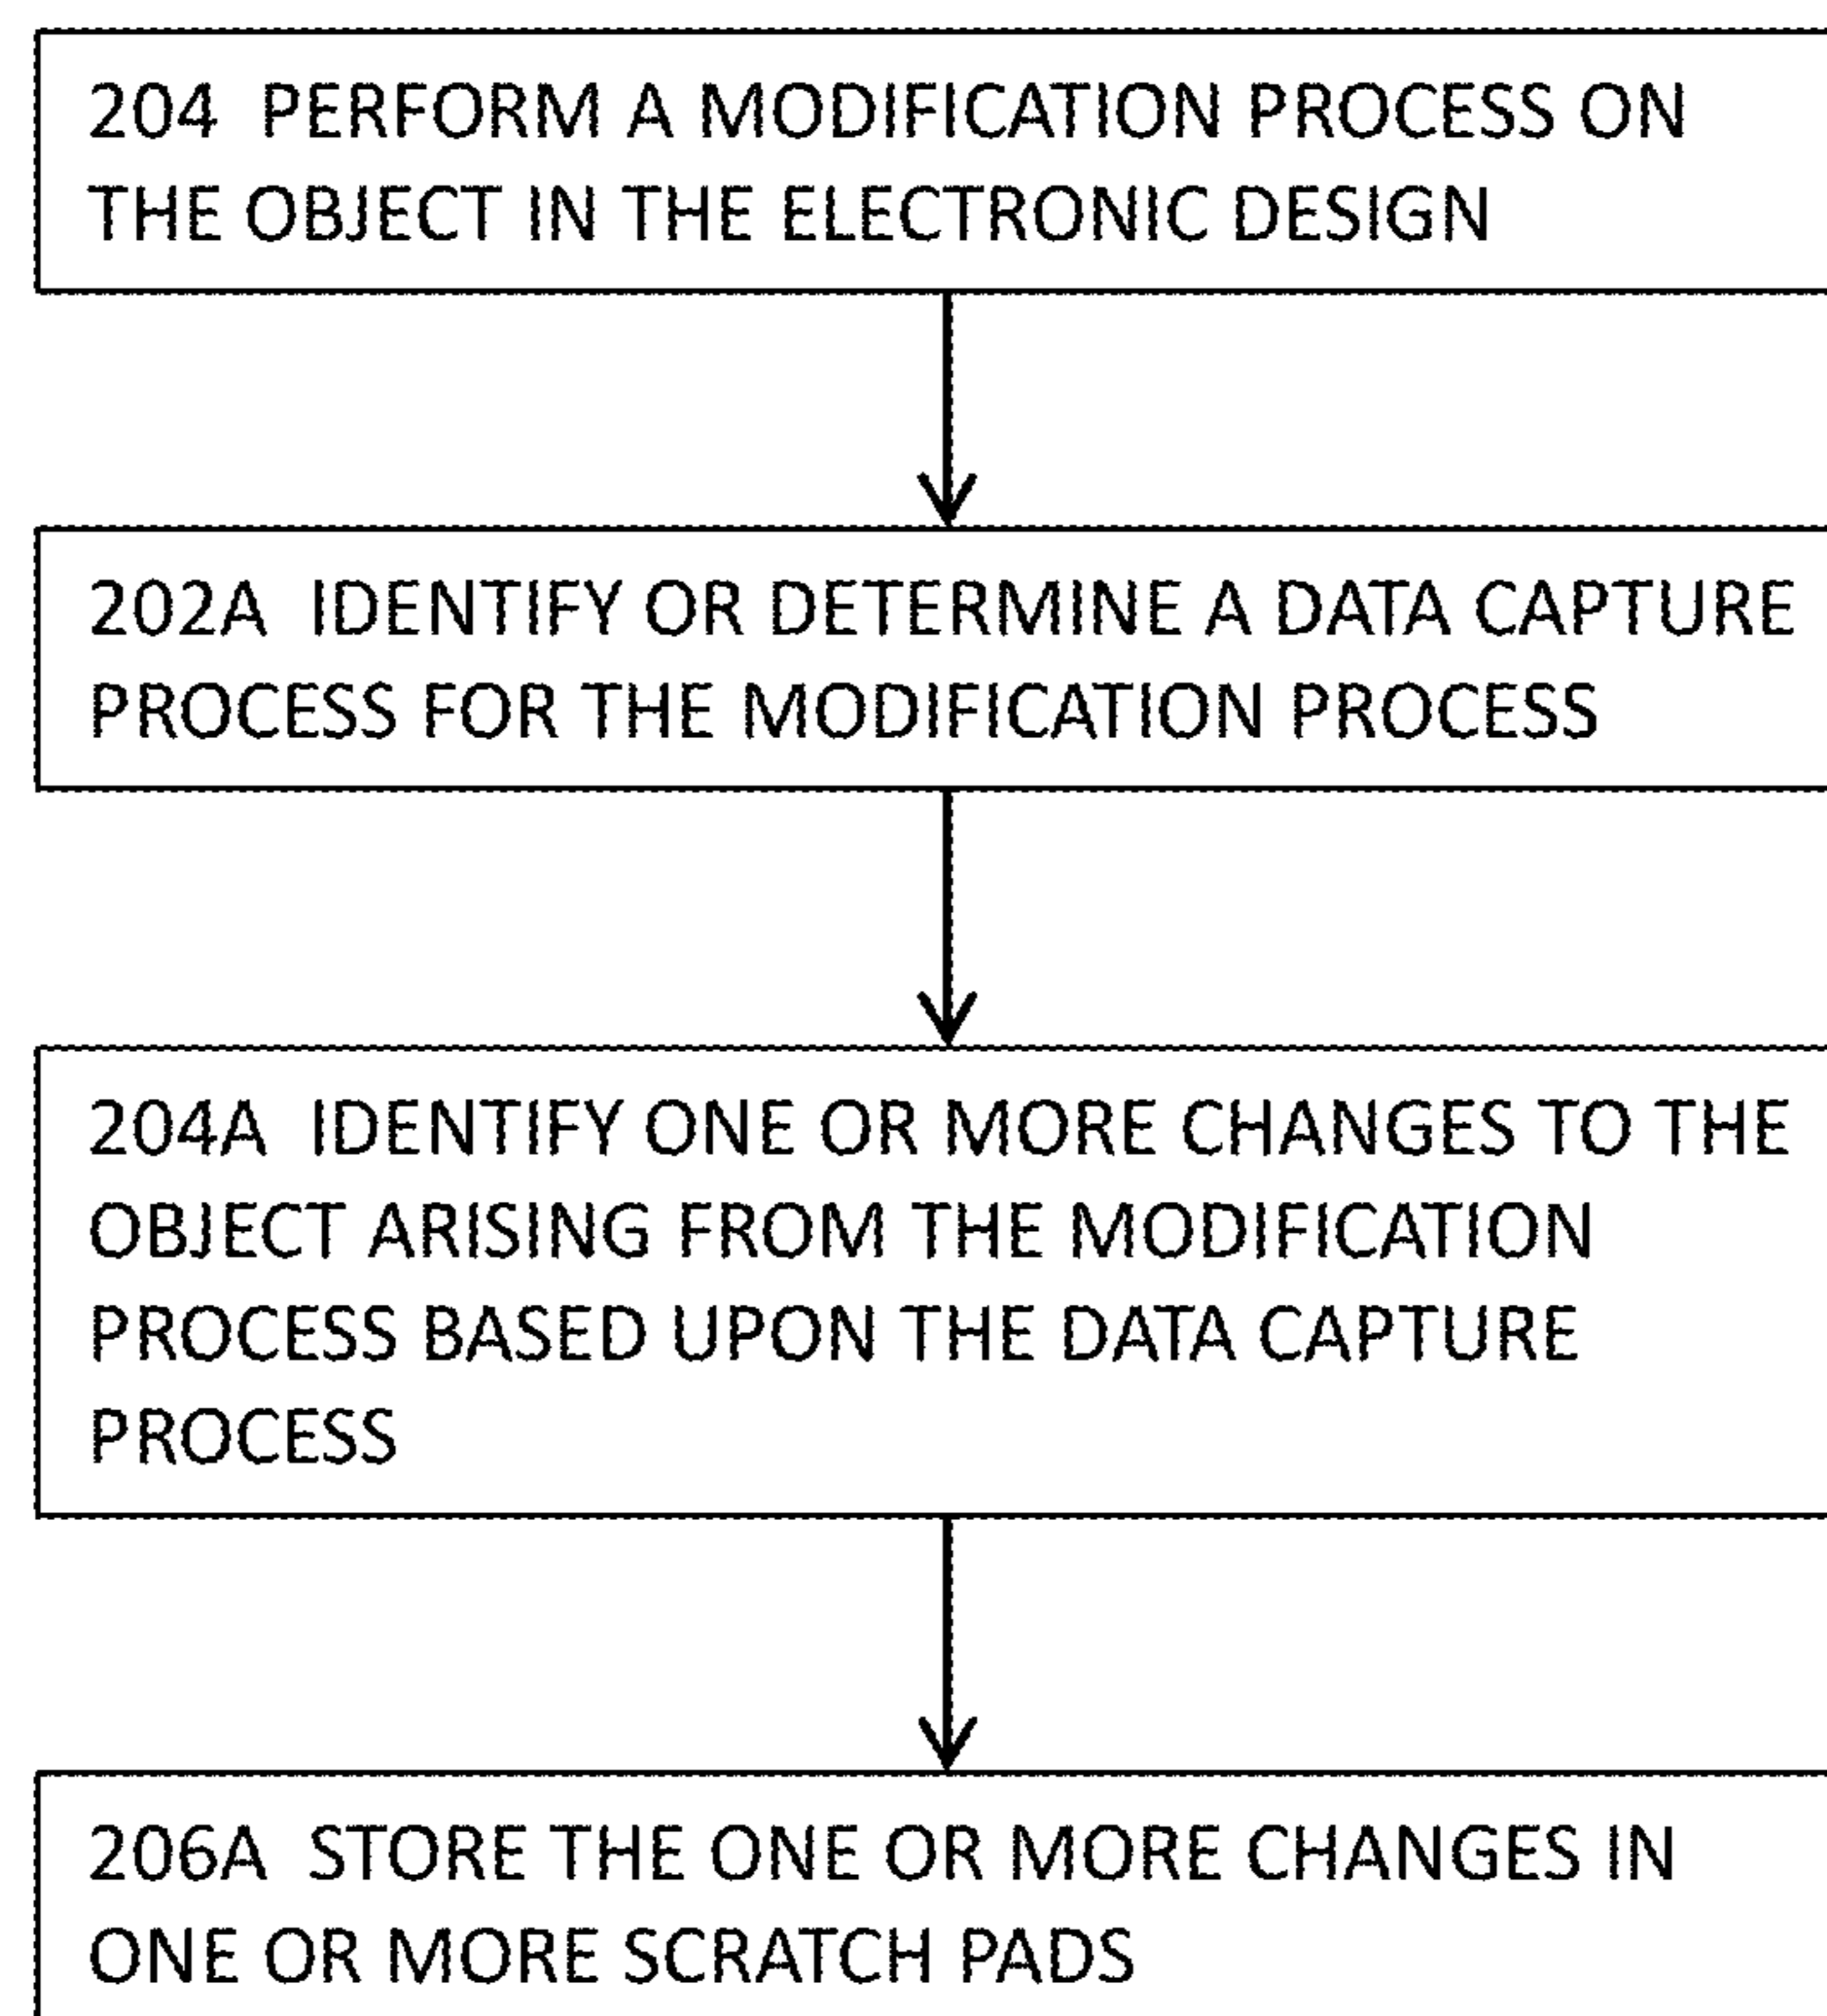 204 PERFORM A MODIFICATION PROCESS ON
THE OBJECT IN THE ELECTRONIC DESIGN
202A IDENTIFY OR DETERMINE A DATA CAPTURE
PROCESS FOR THE MODIFICATION PROCESS
204A IDENTIFY ONE OR MORE CHANGES TO THE
OBJECT ARISING FROM THE MODIFICATION
PROCESS BASED UPON THE DATA CAPTURE
PROCESS
206A STORE THE ONE OR MORE CHANGES IN
ONE OR MORE SCRATCH PADS